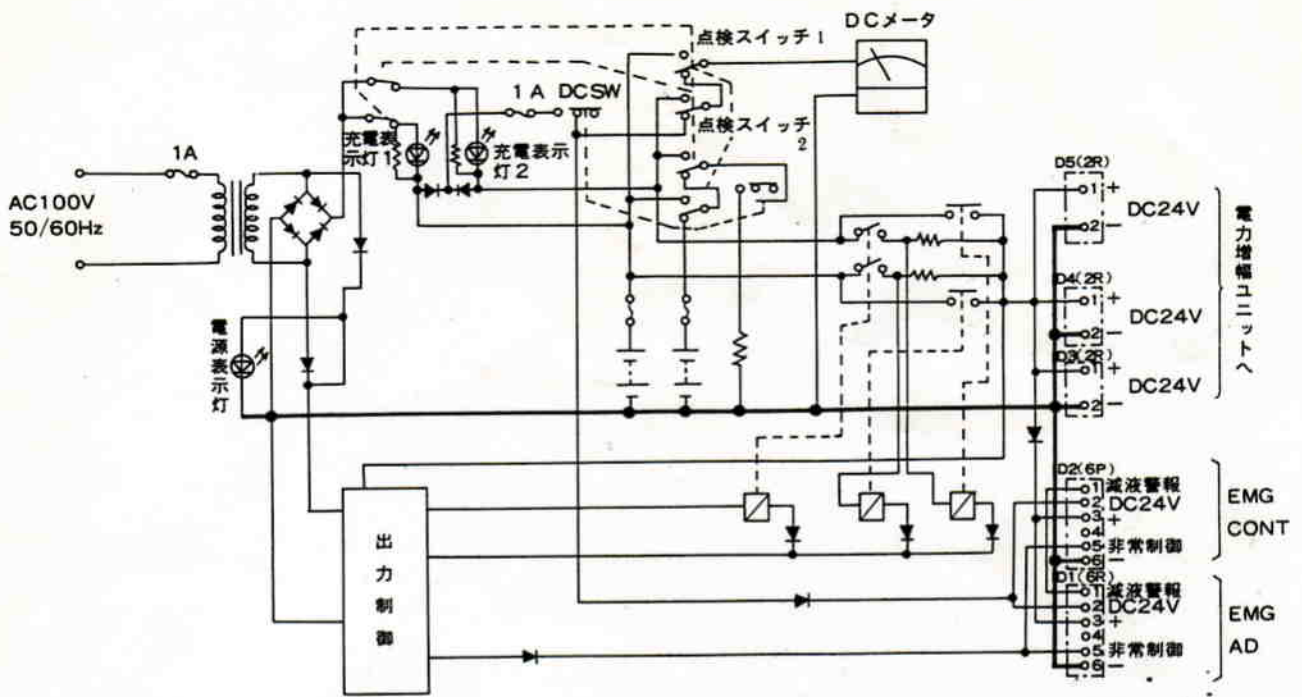 DCメータ
点検スイッチ1
1A DCSW
点検スイッチ
2
充電表
示灯1
充電表示
灯2
1A
AC100V
50/60Hz
電源表示灯
出力制御
D5(2R)
1 +
DC24V
2 −
D4(2R)
1 +
DC24V
2 −
D3(2R)
1 +
DC24V
2 −
電力増幅ユニットへ
D2(6P)
1 減液警報
2 DC24V
3 +
4
5 非常制御
6 −
EMG
CONT
D1(6R)
1 減液警報
2 DC24V
3 +
4
5 非常制御
6 −
EMG
AD